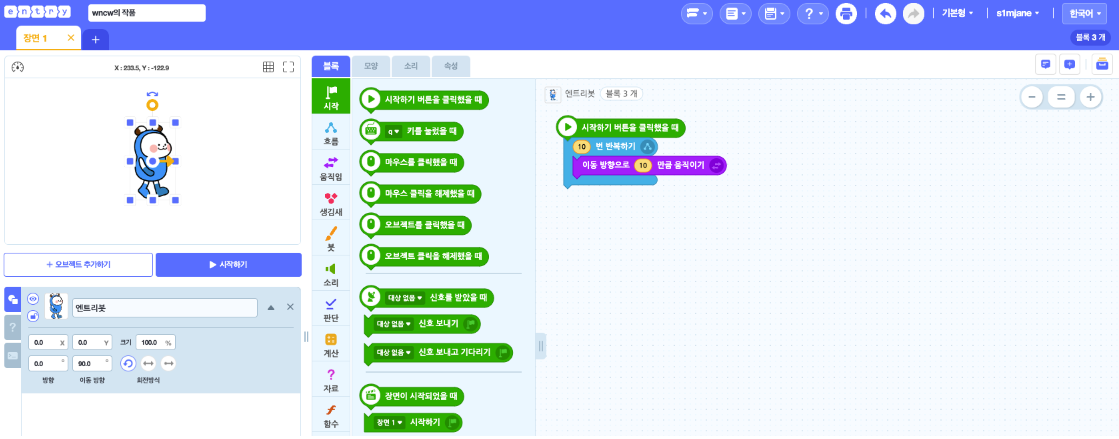 entry
wncw의 작품
기본형
s1mjane
한국어
장면 1
블록 3 개
X : 233.5, Y : -122.9
블록
모양
소리
속성
엔트리봇
블록 3 개
시작
흐름
움직임
생김새
붓
소리
판단
계산
자료
함수
시작하기 버튼을 클릭했을 때
q 키를 눌렀을 때
마우스를 클릭했을 때
마우스 클릭을 해제했을 때
오브젝트를 클릭했을 때
오브젝트 클릭을 해제했을 때
대상 없음 신호를 받았을 때
대상 없음 신호 보내기
대상 없음 신호 보내고 기다리기
장면이 시작되었을 때
장면 1 시작하기
시작하기 버튼을 클릭했을 때
10 번 반복하기
이동 방향으로 10 만큼 움직이기
+ 오브젝트 추가하기
시작하기
엔트리봇
0.0 X 0.0 Y 크기 100.0 %
0.0 ° 90.0 °
방향 이동 방향 회전방식